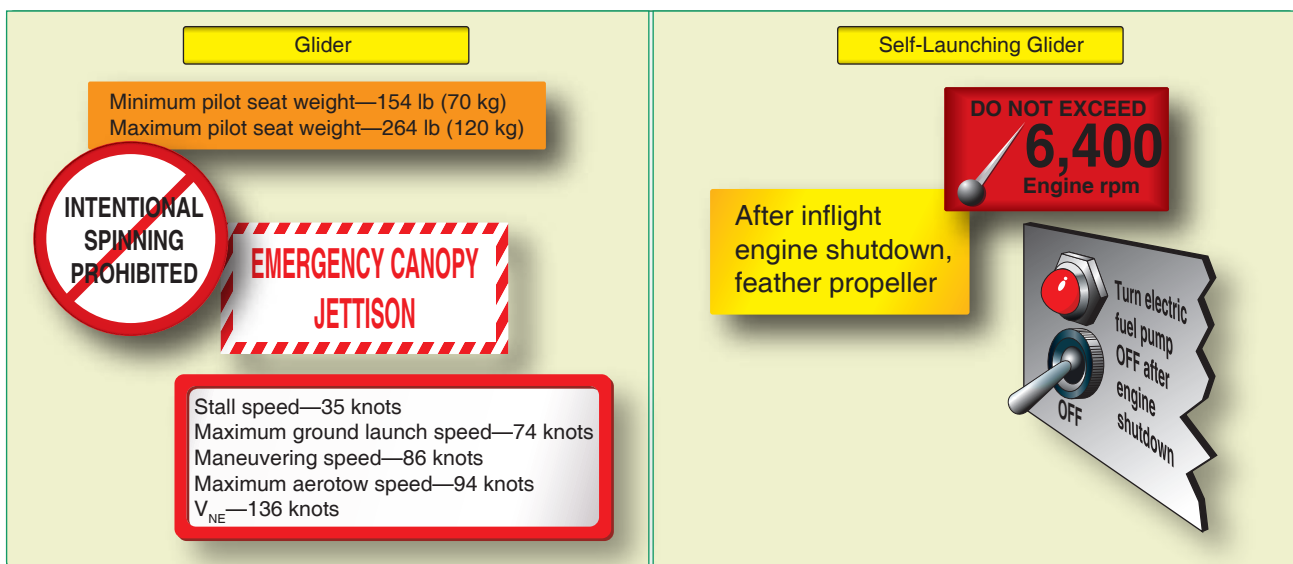 Glider
Minimum pilot seat weight—154 lb (70 kg)
Maximum pilot seat weight—264 lb (120 kg)
INTENTIONAL
SPINNING
PROHIBITED
EMERGENCY CANOPY
JETTISON
Stall speed—35 knots
Maximum ground launch speed—74 knots
Maneuvering speed—86 knots
Maximum aerotow speed—94 knots
VNE—136 knots
Self-Launching Glider
DO NOT EXCEED
6,400
Engine rpm
After inflight
engine shutdown,
feather propeller
Turn electric
fuel pump
OFF after
engine
shutdown
OFF